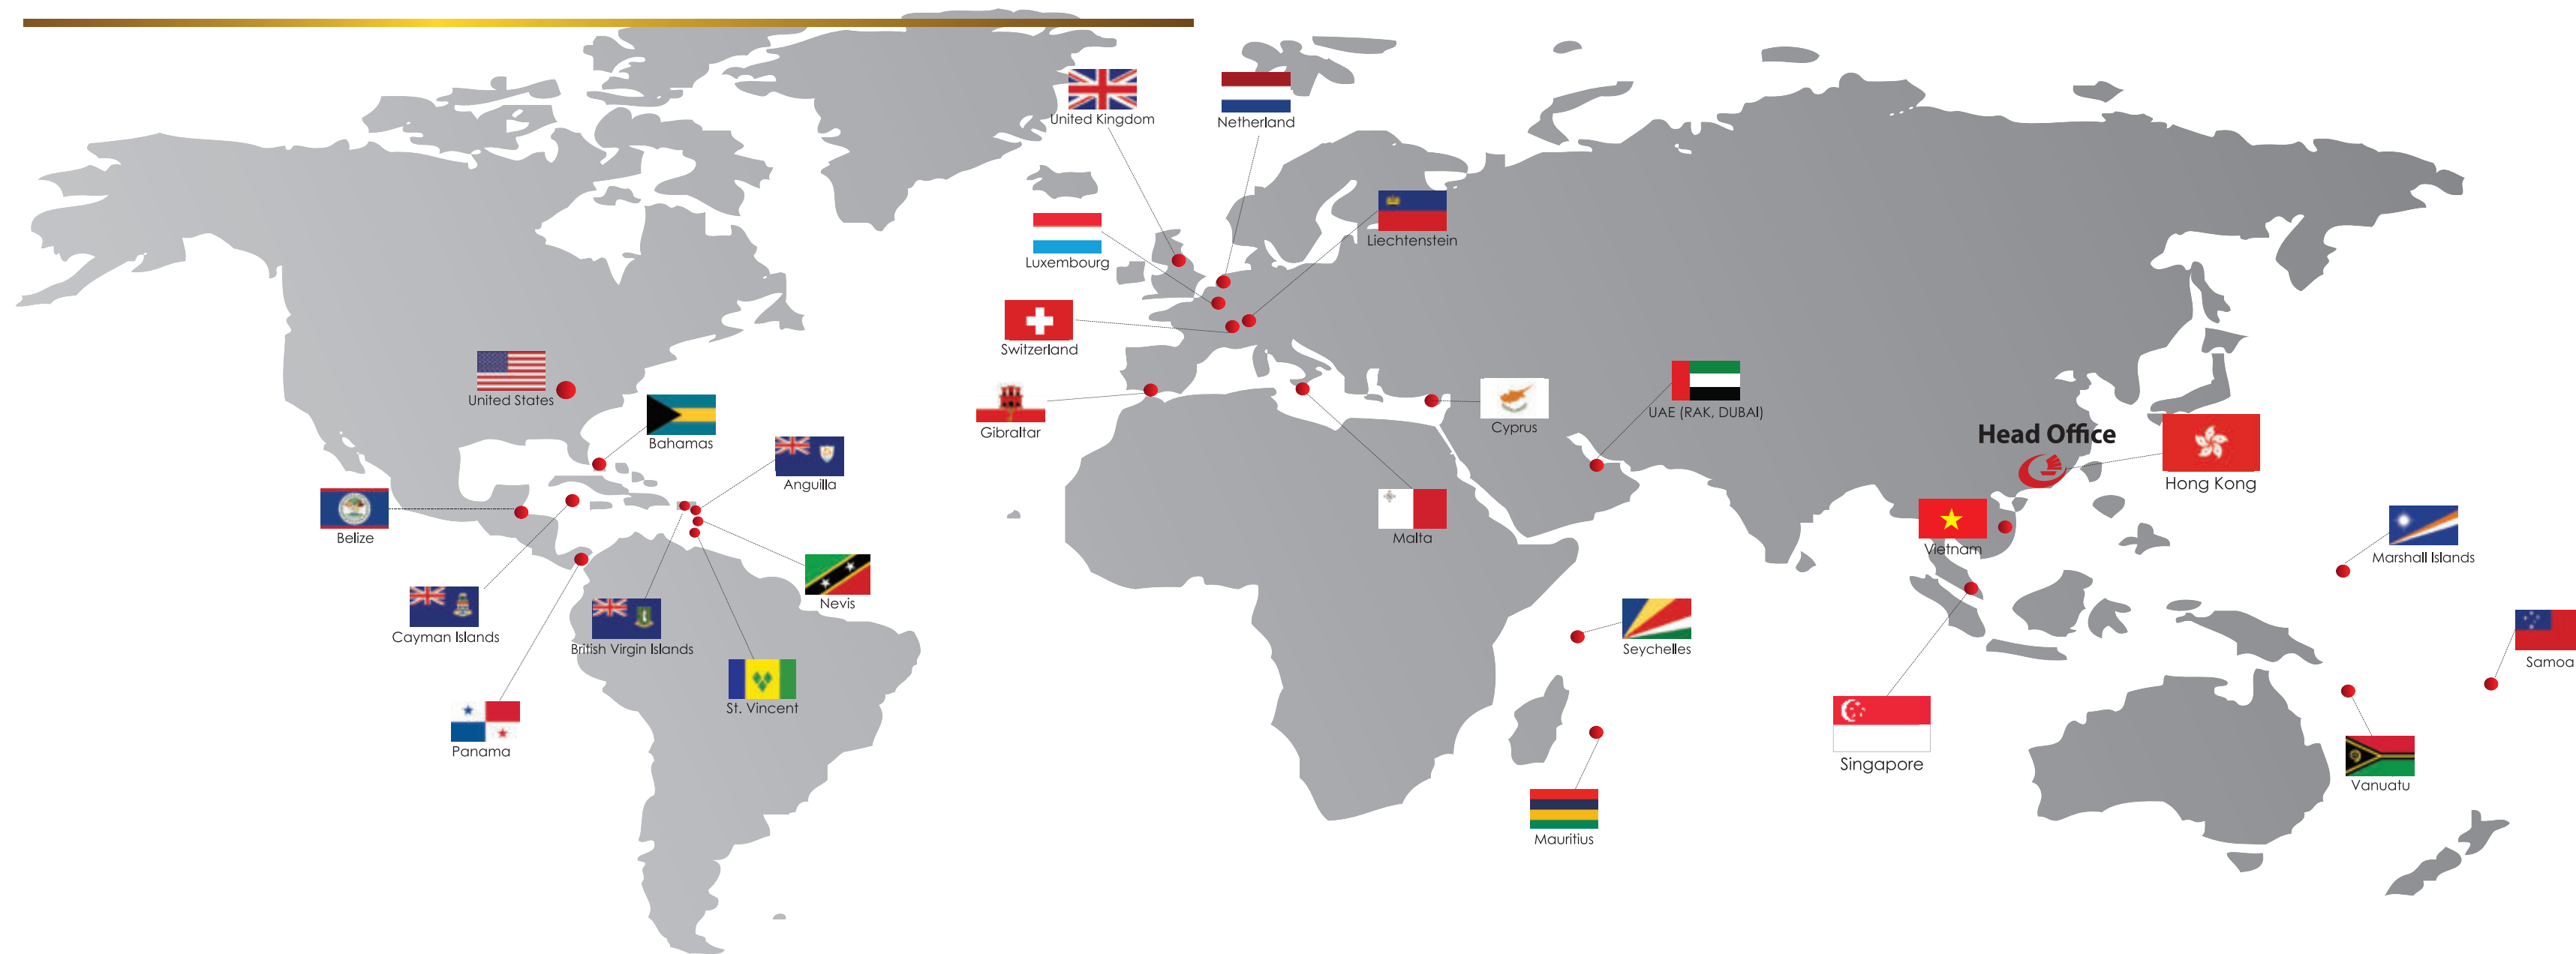 United Kingdom
Netherland
Liechtenstein
Luxembourg
Switzerland
United States
Bahamas
Gibraltar
Cyprus
UAE (RAK, DUBAI)
Head Office
Hong Kong
Anguilla
Belize
Malta
Vietnam
Marshall Islands
Nevis
Cayman Islands
British Virgin Islands
Seychelles
Samoa
St. Vincent
Panama
Singapore
Vanuatu
Mauritius